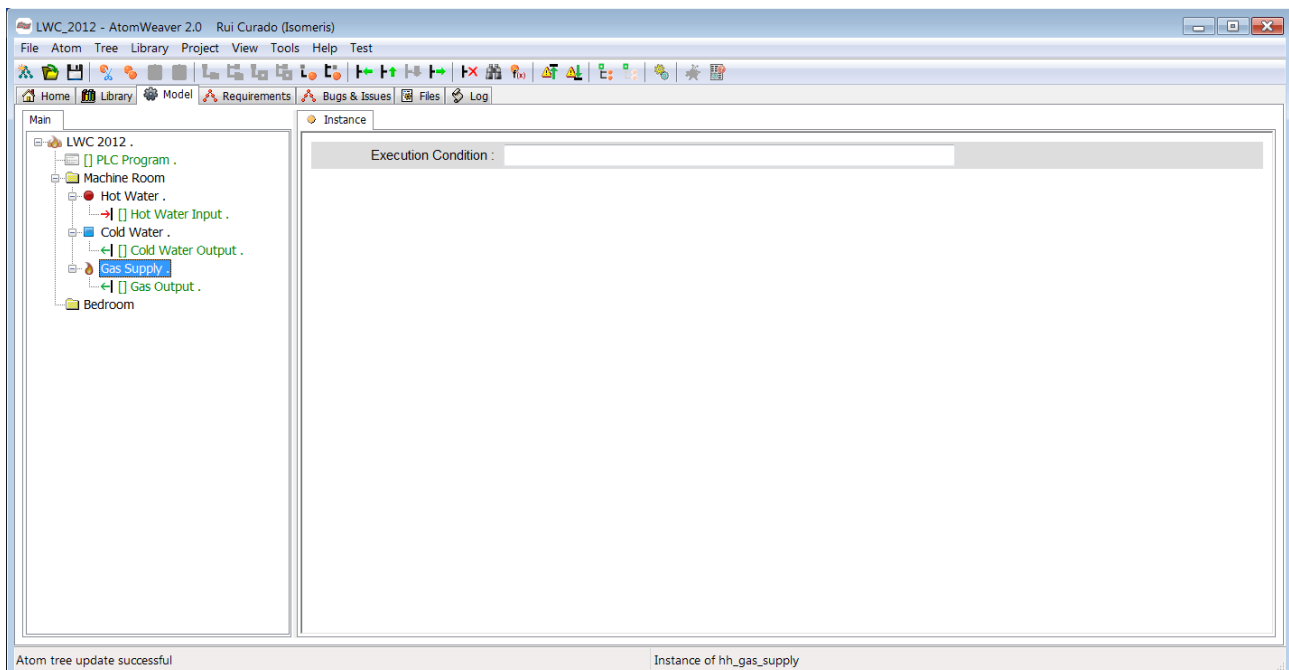 LWC_2012 - AtomWeaver 2.0 Rui Curado (Isomeris)
File Atom Tree Library Project View Tools Help Test
Home Library Model Requirements Bugs & Issues Files Log
Main
Instance
LWC 2012 .
[] PLC Program .
Machine Room
Hot Water .
[] Hot Water Input .
Cold Water .
[] Cold Water Output .
Gas Supply .
[] Gas Output .
Bedroom
Execution Condition :
Atom tree update successful
Instance of hh_gas_supply